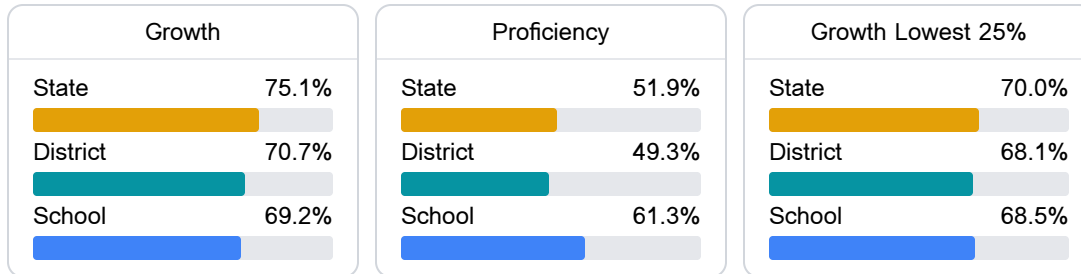 Growth
State 75.1%
District 70.7%
School 69.2%
Proficiency
State 51.9%
District 49.3%
School 61.3%
Growth Lowest 25%
State 70.0%
District 68.1%
School 68.5%